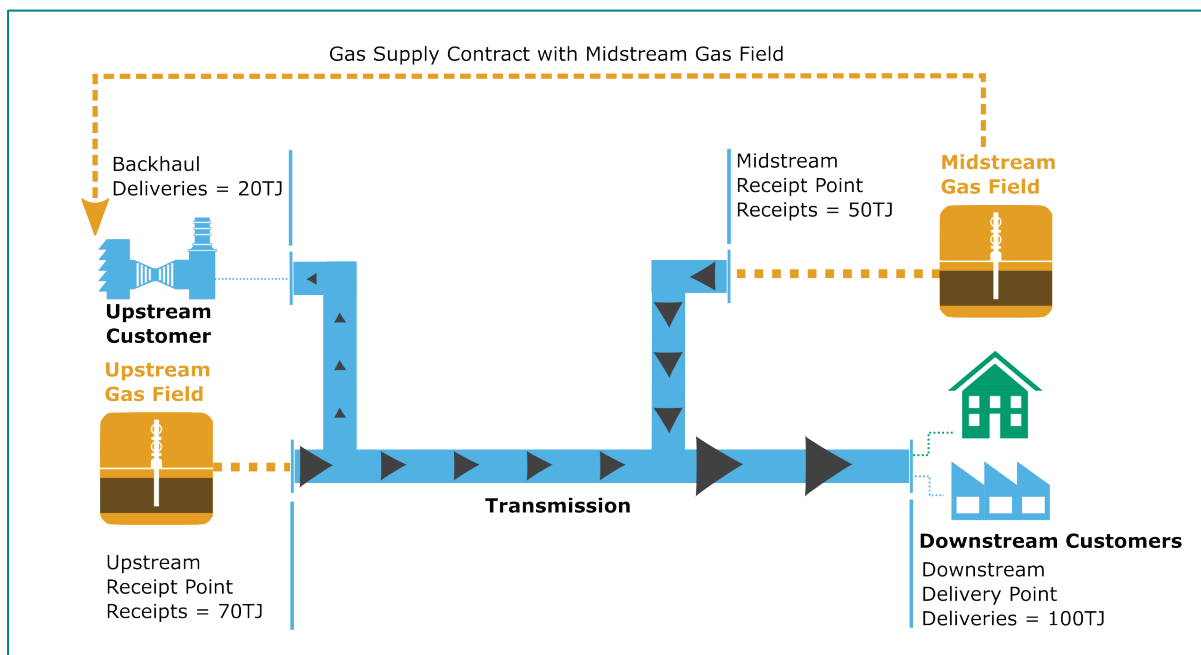 Gas Supply Contract with Midstream Gas Field
Backhaul
Deliveries = 20TJ
Midstream
Receipt Point
Receipts = 50TJ
Midstream
Gas Field
Upstream
Customer
Upstream
Gas Field
Transmission
Upstream
Receipt Point
Receipts = 70TJ
Downstream Customers
Downstream
Delivery Point
Deliveries = 100TJ